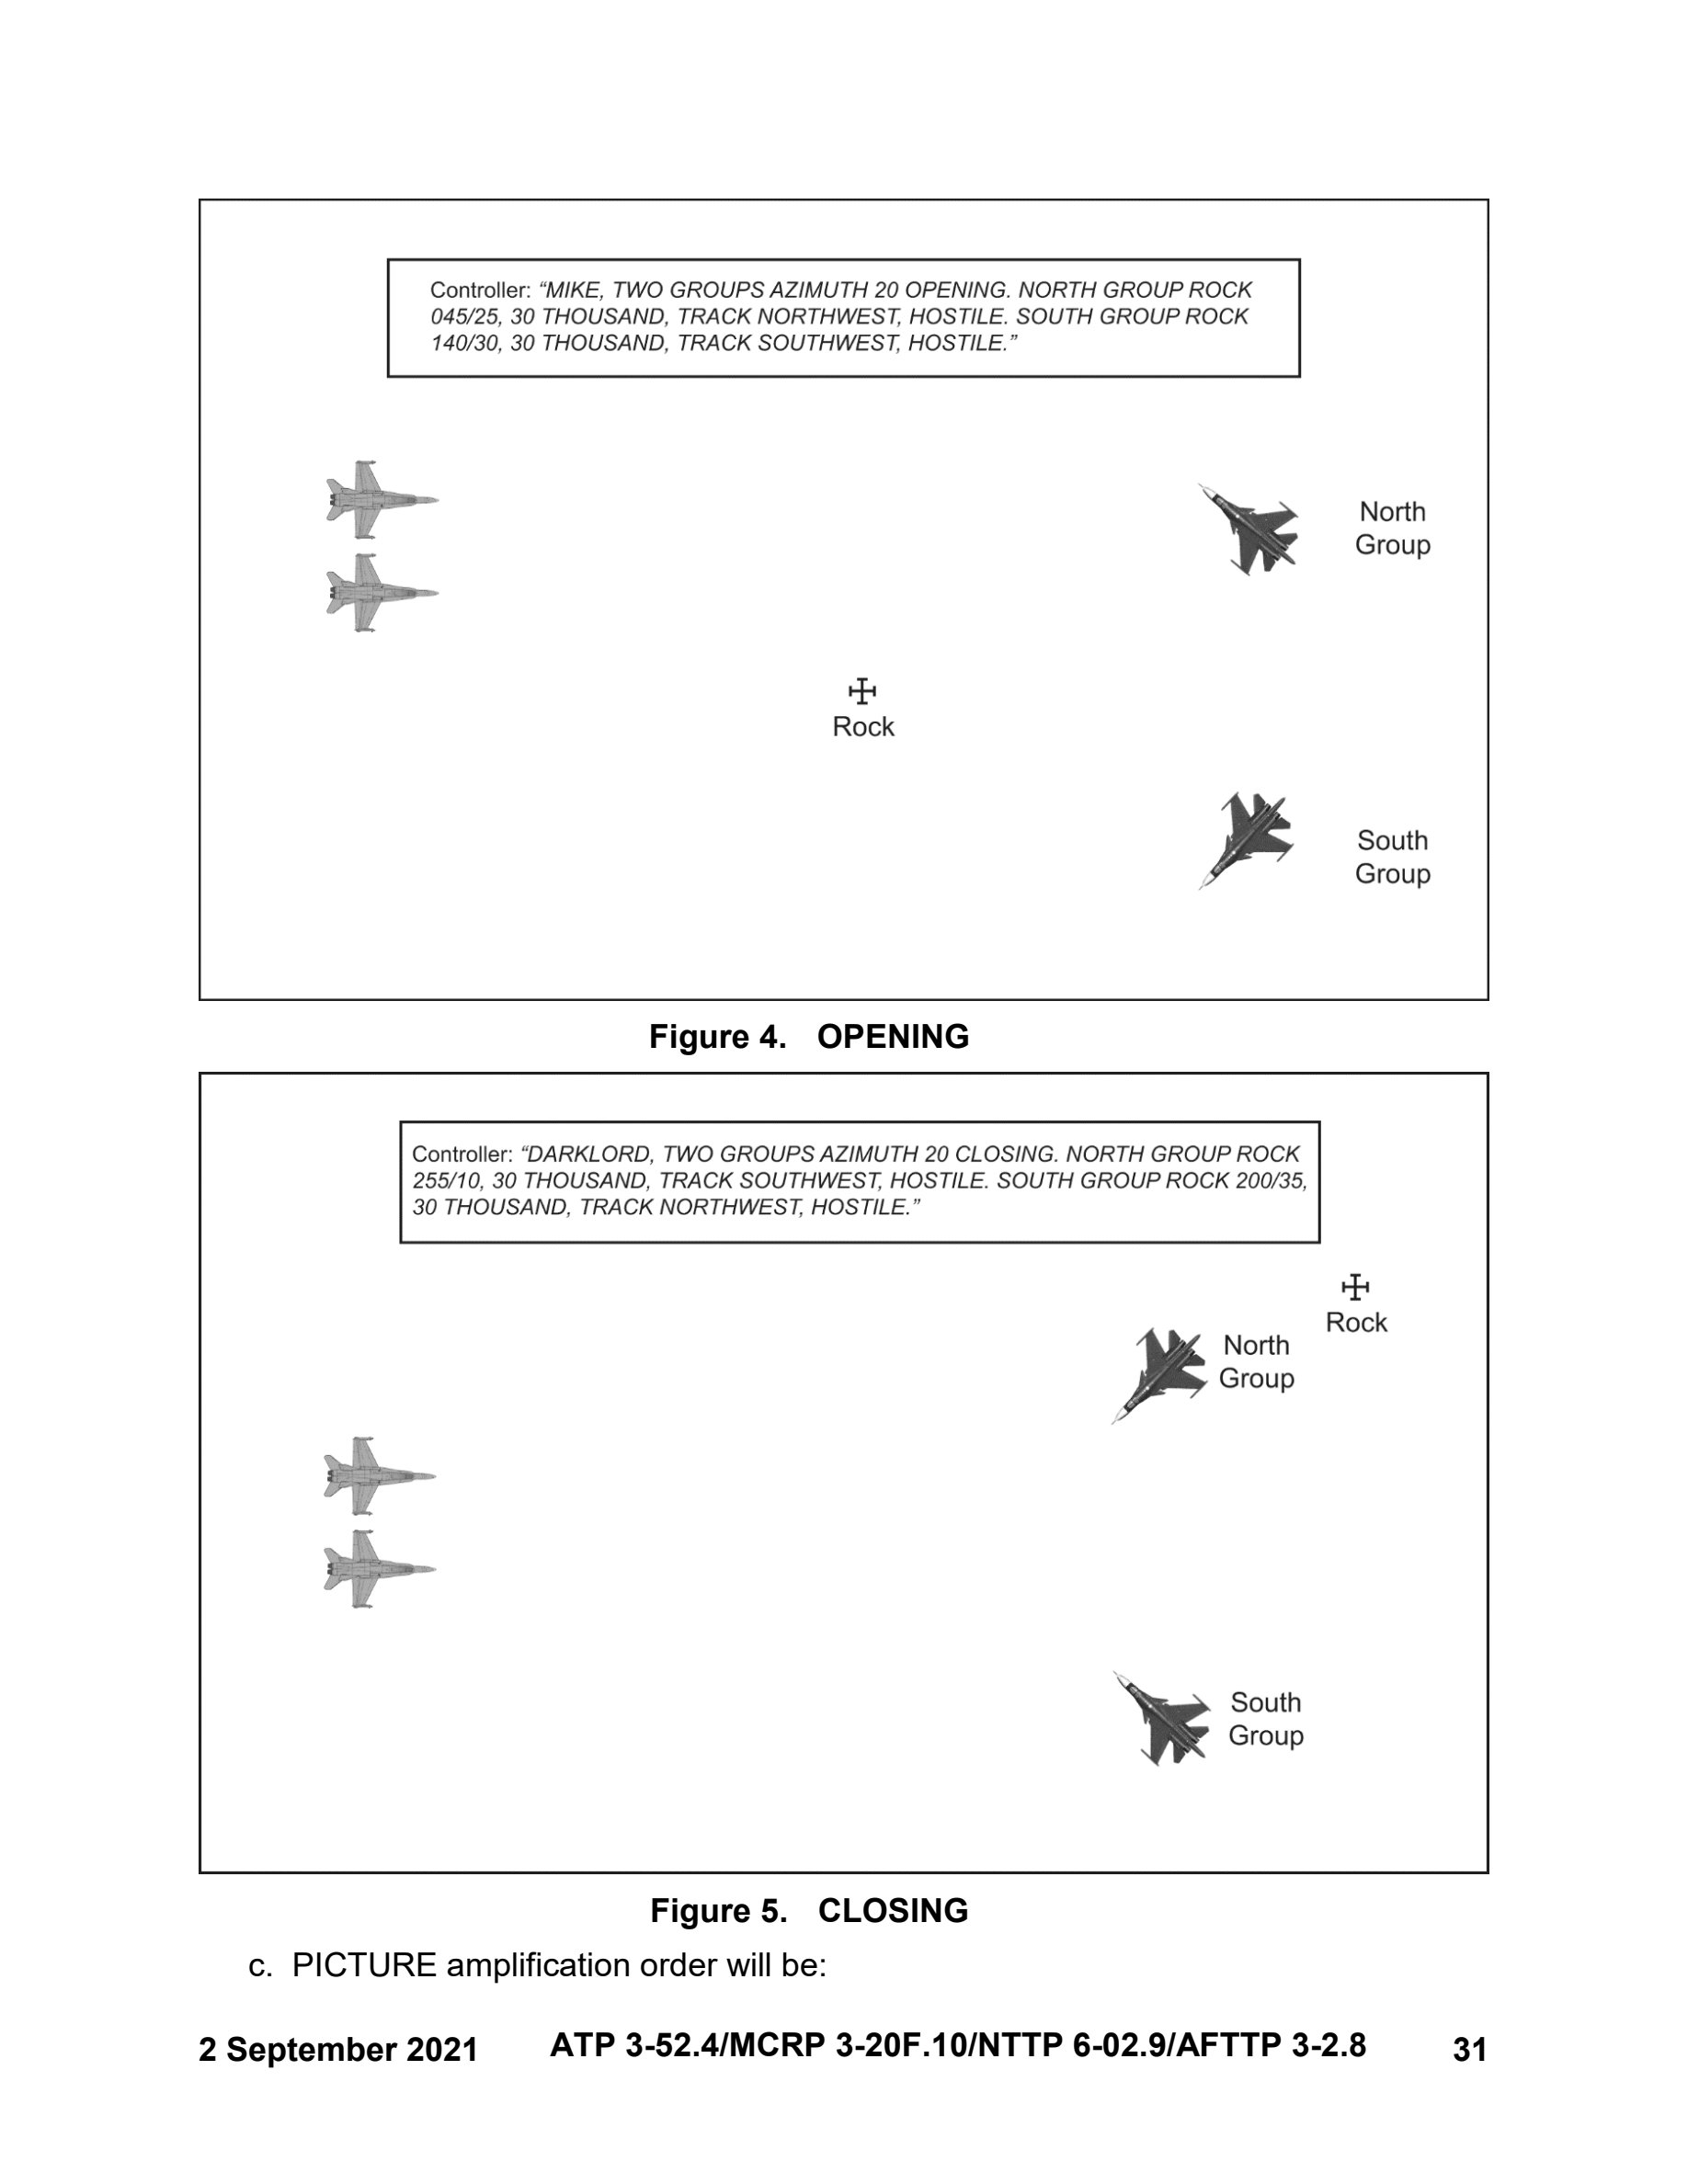 Controller: “MIKE, TWO GROUPS AZIMUTH 20 OPENING. NORTH GROUP ROCK
045/25, 30 THOUSAND, TRACK NORTHWEST, HOSTILE. SOUTH GROUP ROCK
140/30, 30 THOUSAND, TRACK SOUTHWEST, HOSTILE.”
North
Group
Rock
South
Group
Figure 4. OPENING
Controller: “DARKLORD, TWO GROUPS AZIMUTH 20 CLOSING. NORTH GROUP ROCK
255/10, 30 THOUSAND, TRACK SOUTHWEST, HOSTILE. SOUTH GROUP ROCK 200/35,
30 THOUSAND, TRACK NORTHWEST, HOSTILE.”
Rock
North
Group
South
Group
Figure 5. CLOSING
c. PICTURE amplification order will be:
2 September 2021 ATP 3-52.4/MCRP 3-20F.10/NTTP 6-02.9/AFTTP 3-2.8 31